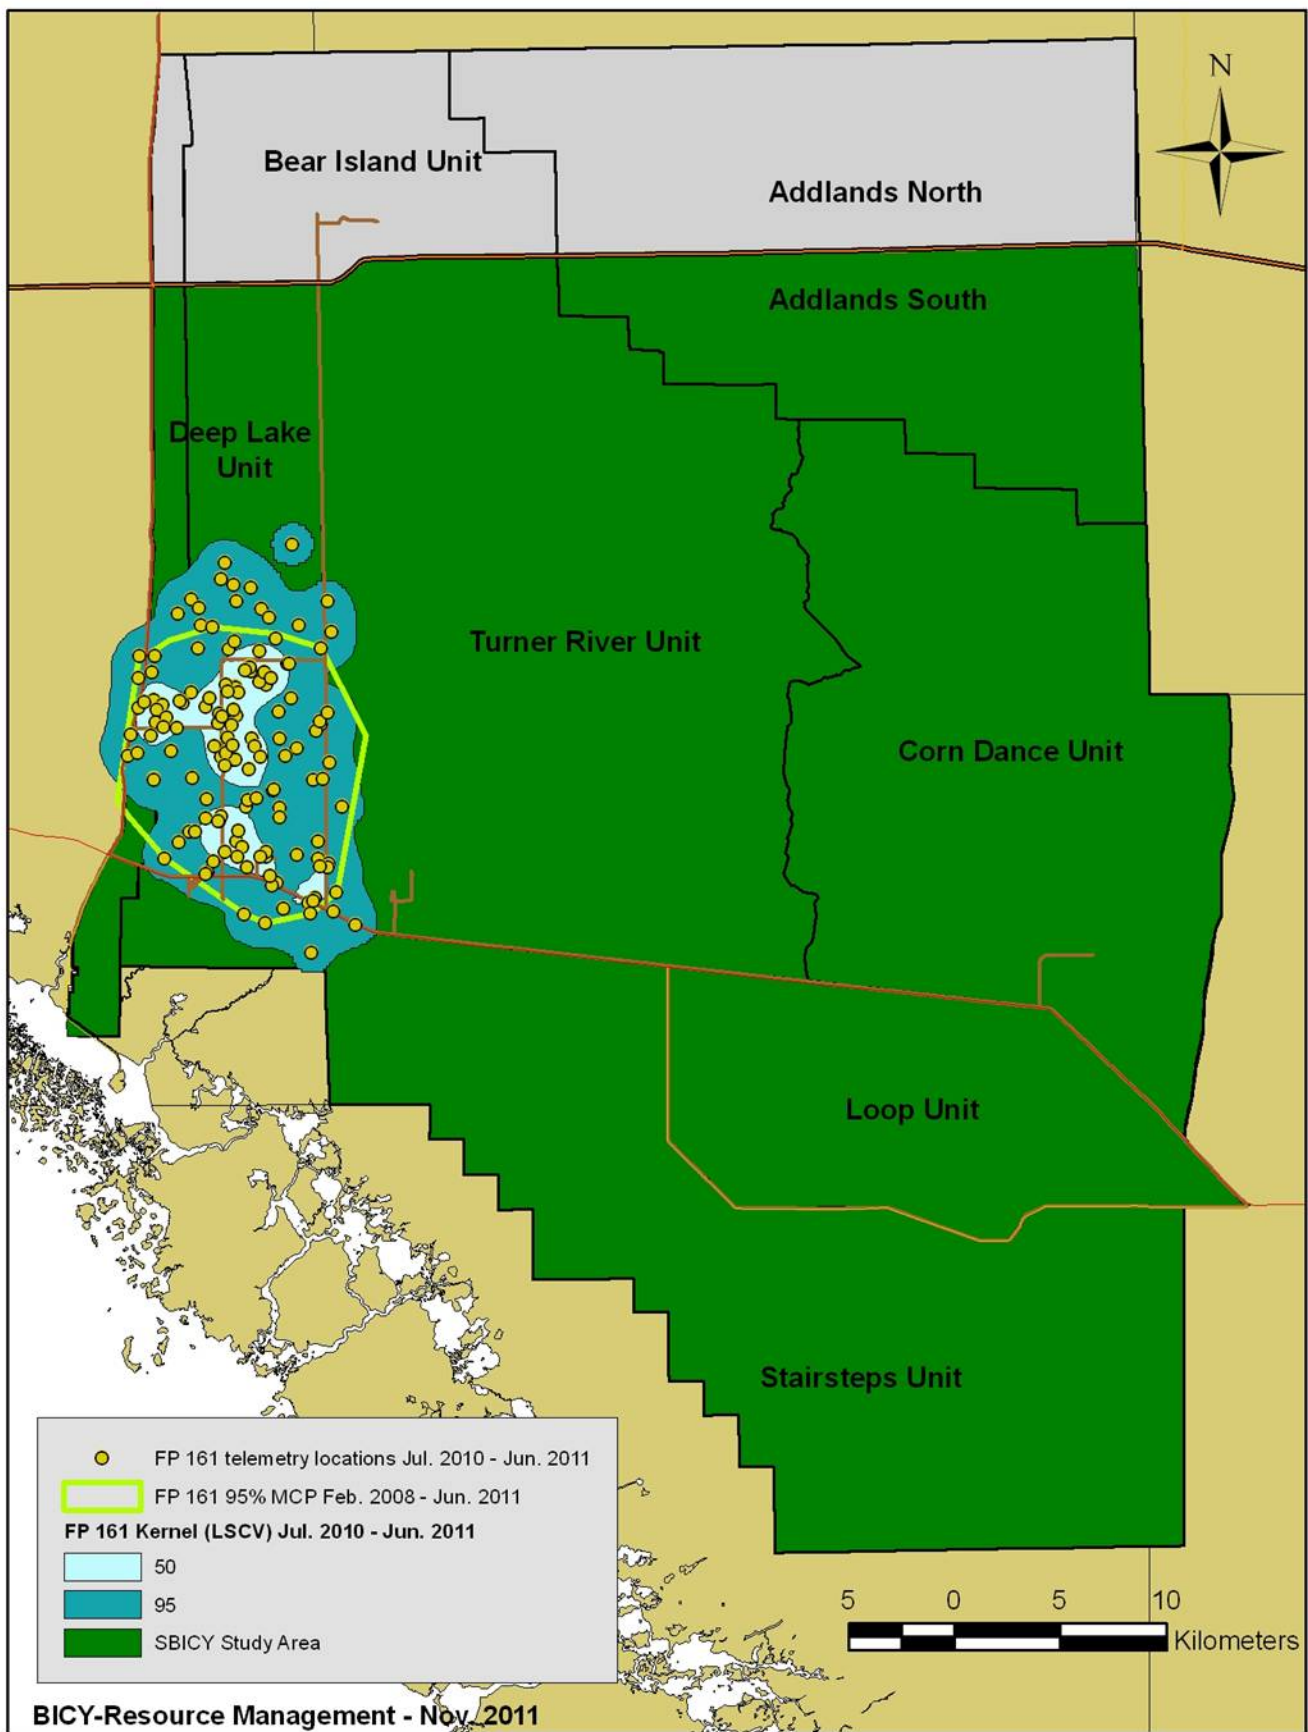 N
Bear Island Unit
Addlands North
Addlands South
Deep Lake
Unit
Turner River Unit
Corn Dance Unit
Loop Unit
Stairsteps Unit
FP 161 telemetry locations Jul. 2010 - Jun. 2011
FP 161 95% MCP Feb. 2008 - Jun. 2011
FP 161 Kernel (LSCV) Jul. 2010 - Jun. 2011
50
95
SBICY Study Area
5 0 5 10
Kilometers
BICY-Resource Management - Nov. 2011